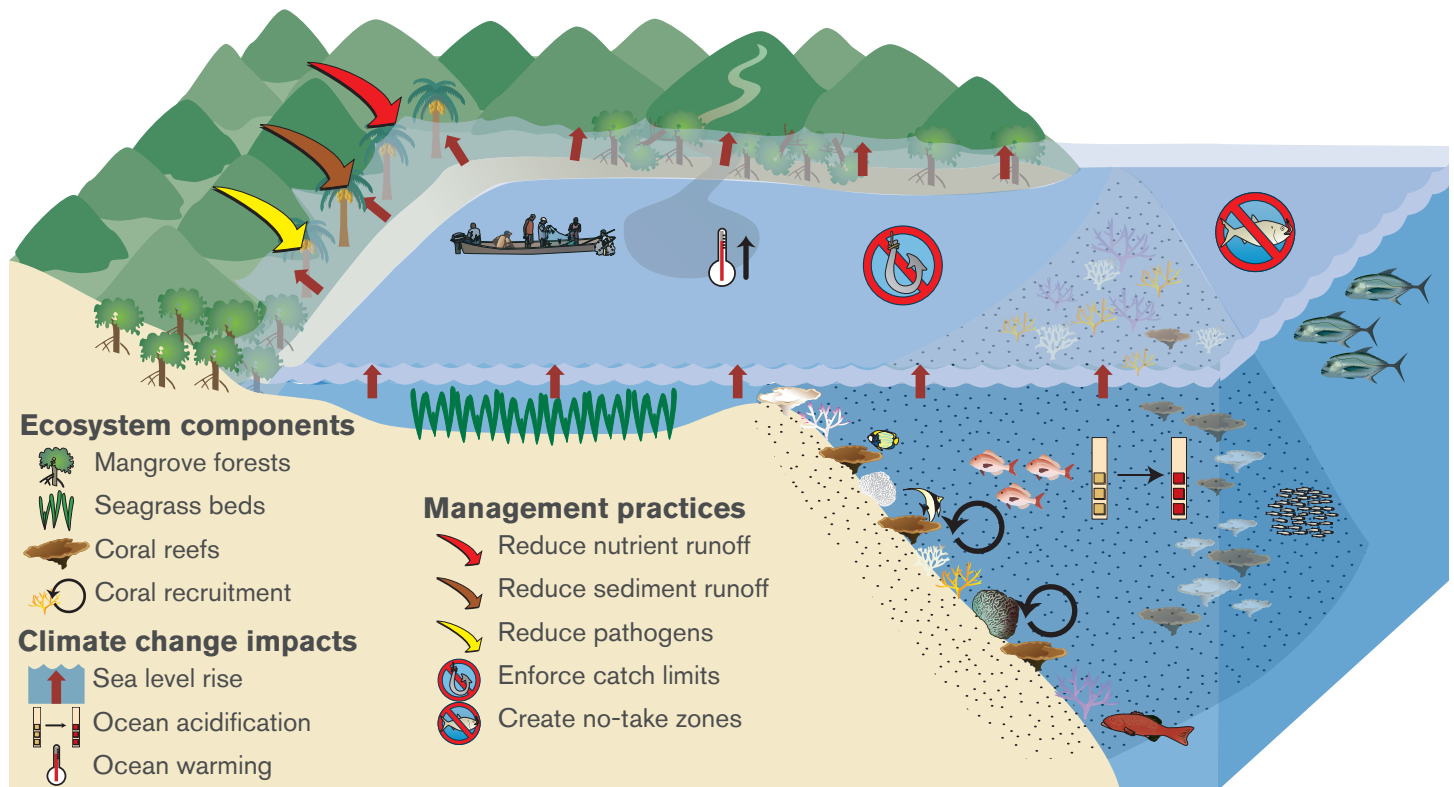 Ecosystem components
Mangrove forests
Seagrass beds
Coral reefs
Coral recruitment
Climate change impacts
Sea level rise
Ocean acidification
Ocean warming
Management practices
Reduce nutrient runoff
Reduce sediment runoff
Reduce pathogens
Enforce catch limits
Create no-take zones